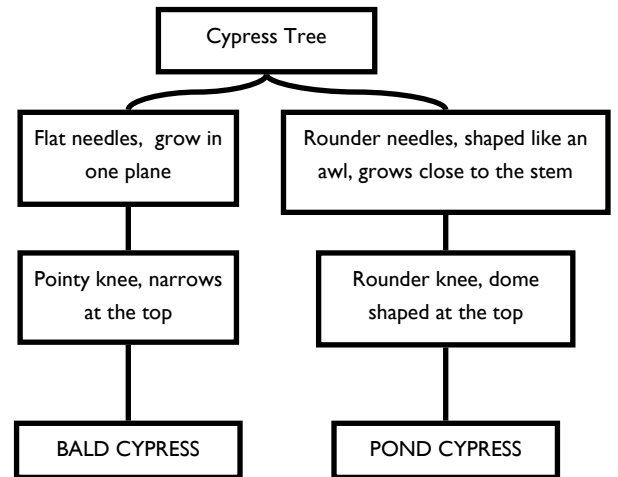 Cypress Tree
Flat needles, grow in
one plane
Rounder needles, shaped like an
awl, grows close to the stem
Pointy knee, narrows
at the top
Rounder knee, dome
shaped at the top
BALD CYPRESS
POND CYPRESS